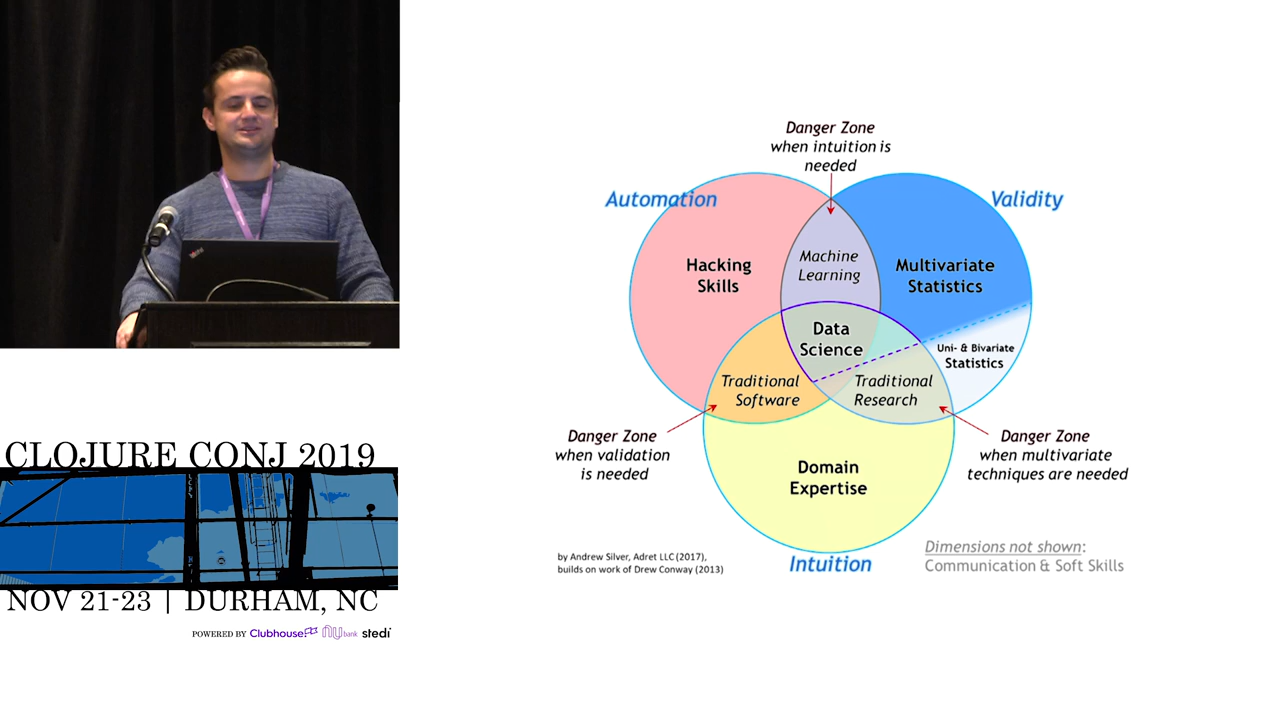 CLOJURE CONJ 2019
NOV 21-23 | DURHAM, NC
POWERED BY Clubhouse nu bank stedi
Danger Zone
when intuition is
needed
Automation
Validity
Hacking
Skills
Machine
Learning
Multivariate
Statistics
Data
Science
Uni- & Bivariate
Statistics
Traditional
Software
Traditional
Research
Danger Zone
when validation
is needed
Danger Zone
when multivariate
techniques are needed
Domain
Expertise
Intuition
by Andrew Silver, Adret LLC (2017),
builds on work of Drew Conway (2013)
Dimensions not shown:
Communication & Soft Skills